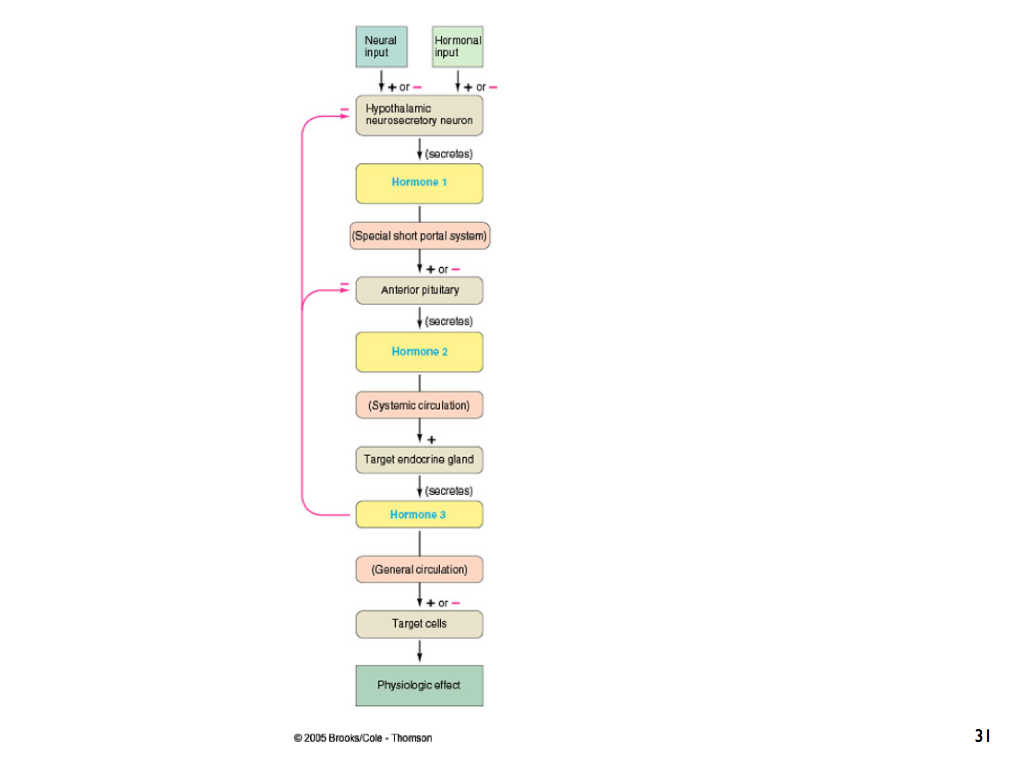 Neural
input
Hormonal
input
+ or −
+ or −
−
Hypothalamic
neurosecretory neuron
(secretes)
Hormone 1
(Special short portal system)
+ or −
−
Anterior pituitary
(secretes)
Hormone 2
(Systemic circulation)
+
Target endocrine gland
(secretes)
Hormone 3
(General circulation)
+ or −
Target cells
Physiologic effect
© 2005 Brooks/Cole - Thomson
31